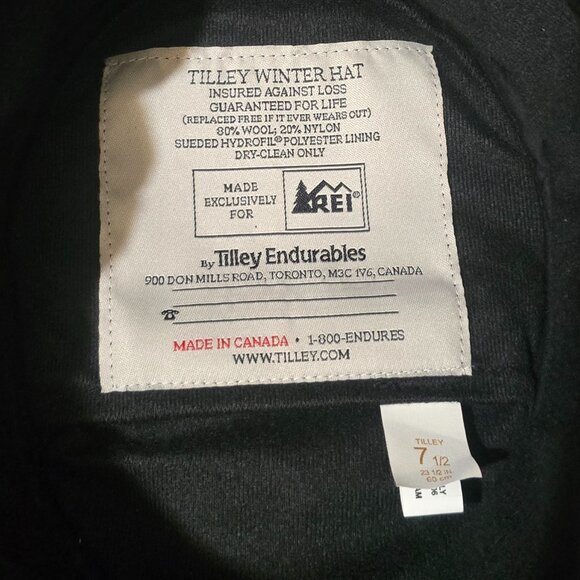 TILLEY WINTER HAT
INSURED AGAINST LOSS
GUARANTEED FOR LIFE
(REPLACED FREE IF IT EVER WEARS OUT)
80% WOOL; 20% NYLON
SUEDED HYDROFIL® POLYESTER LINING
DRY-CLEAN ONLY
MADE
EXCLUSIVELY
FOR
REI®
By Tilley Endurables
900 DON MILLS ROAD, TORONTO, M3C 1V6, CANADA
☎
MADE IN CANADA • 1-800-ENDURES
WWW.TILLEY.COM
TILLEY
7 1/2
23 1/2 IN.
60 cm